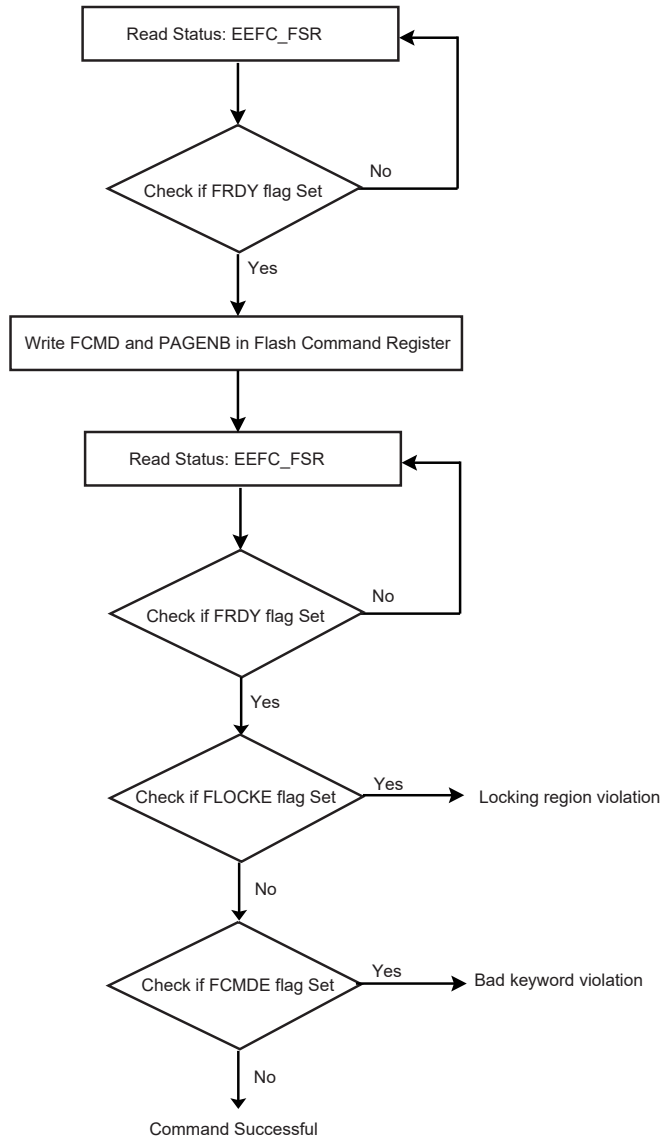 Read Status: EEFC_FSR
Check if FRDY flag Set
No
Yes
Write FCMD and PAGENB in Flash Command Register
Read Status: EEFC_FSR
Check if FRDY flag Set
No
Yes
Check if FLOCKE flag Set
Yes
Locking region violation
No
Check if FCMDE flag Set
Yes
Bad keyword violation
No
Command Successful